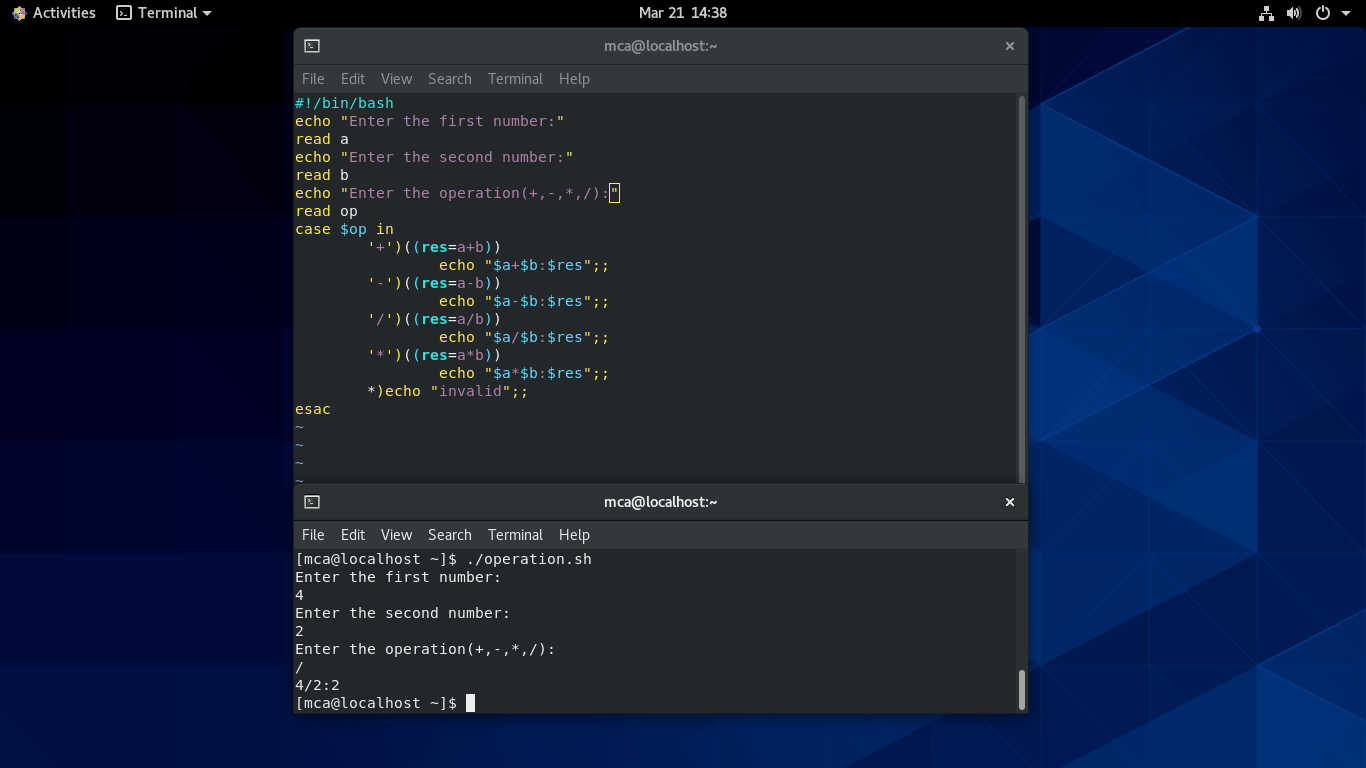 Activities Terminal Mar 21 14:38
mca@localhost:~
File Edit View Search Terminal Help
#!/bin/bash
echo "Enter the first number:"
read a
echo "Enter the second number:"
read b
echo "Enter the operation(+,-,*,/):"
read op
case $op in
        '+')((res=a+b))
                echo "$a+$b:$res";;
        '-')((res=a-b))
                echo "$a-$b:$res";;
        '/')((res=a/b))
                echo "$a/$b:$res";;
        '*')((res=a*b))
                echo "$a*$b:$res";;
        *)echo "invalid";;
esac
~
~
~
~
mca@localhost:~
File Edit View Search Terminal Help
[mca@localhost ~]$ ./operation.sh
Enter the first number:
4
Enter the second number:
2
Enter the operation(+,-,*,/):
/
4/2:2
[mca@localhost ~]$